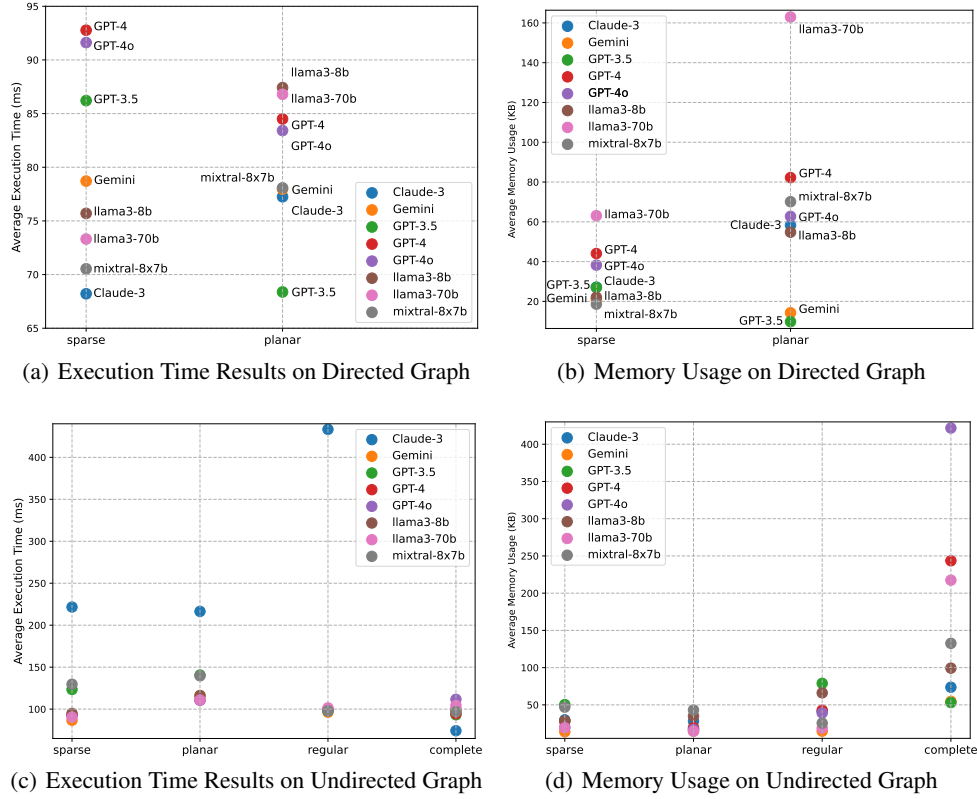 95
90
85
80
75
70
65
Average Execution Time (ms)
GPT-4
GPT-4o
GPT-3.5
Gemini
llama3-8b
llama3-70b
mixtral-8x7b
Claude-3
llama3-8b
llama3-70b
GPT-4
GPT-4o
mixtral-8x7b
Gemini
Claude-3
GPT-3.5
Claude-3
Gemini
GPT-3.5
GPT-4
GPT-4o
llama3-8b
llama3-70b
mixtral-8x7b
sparse
planar
(a) Execution Time Results on Directed Graph
160
140
120
100
80
60
40
20
Average Memory Usage (KB)
Claude-3
Gemini
GPT-3.5
GPT-4
GPT-4o
llama3-8b
llama3-70b
mixtral-8x7b
llama3-70b
GPT-4
GPT-4o
GPT-3.5
Claude-3
Gemini
llama3-8b
mixtral-8x7b
llama3-70b
GPT-4
mixtral-8x7b
GPT-4o
Claude-3
llama3-8b
Gemini
GPT-3.5
sparse
planar
(b) Memory Usage on Directed Graph
400
350
300
250
200
150
100
Average Execution Time (ms)
Claude-3
Gemini
GPT-3.5
GPT-4
GPT-4o
llama3-8b
llama3-70b
mixtral-8x7b
sparse
planar
regular
complete
(c) Execution Time Results on Undirected Graph
400
350
300
250
200
150
100
50
Average Memory Usage (KB)
Claude-3
Gemini
GPT-3.5
GPT-4
GPT-4o
llama3-8b
llama3-70b
mixtral-8x7b
sparse
planar
regular
complete
(d) Memory Usage on Undirected Graph